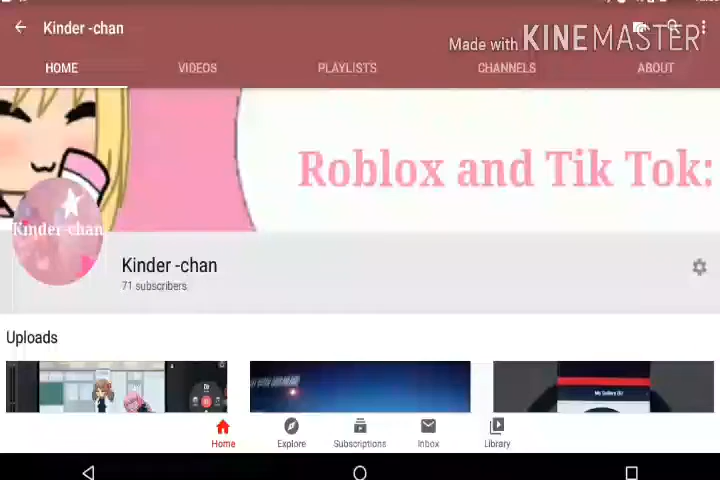 Kinder -chan
Made with KINEMASTER
HOME VIDEOS PLAYLISTS CHANNELS ABOUT
Roblox and Tik Tok:
Kinder-chan
Kinder -chan
71 subscribers
Uploads
Home Explore Subscriptions Inbox Library